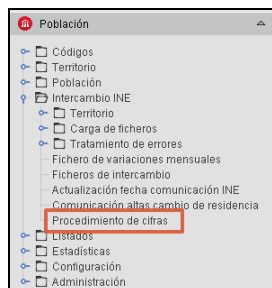 Población
Códigos
Territorio
Población
Intercambio INE
Territorio
Carga de ficheros
Tratamiento de errores
Fichero de variaciones mensuales
Ficheros de intercambio
Actualización fecha comunicación INE
Comunicación altas cambio de residencia
Procedimiento de cifras
Listados
Estadísticas
Configuración
Administración